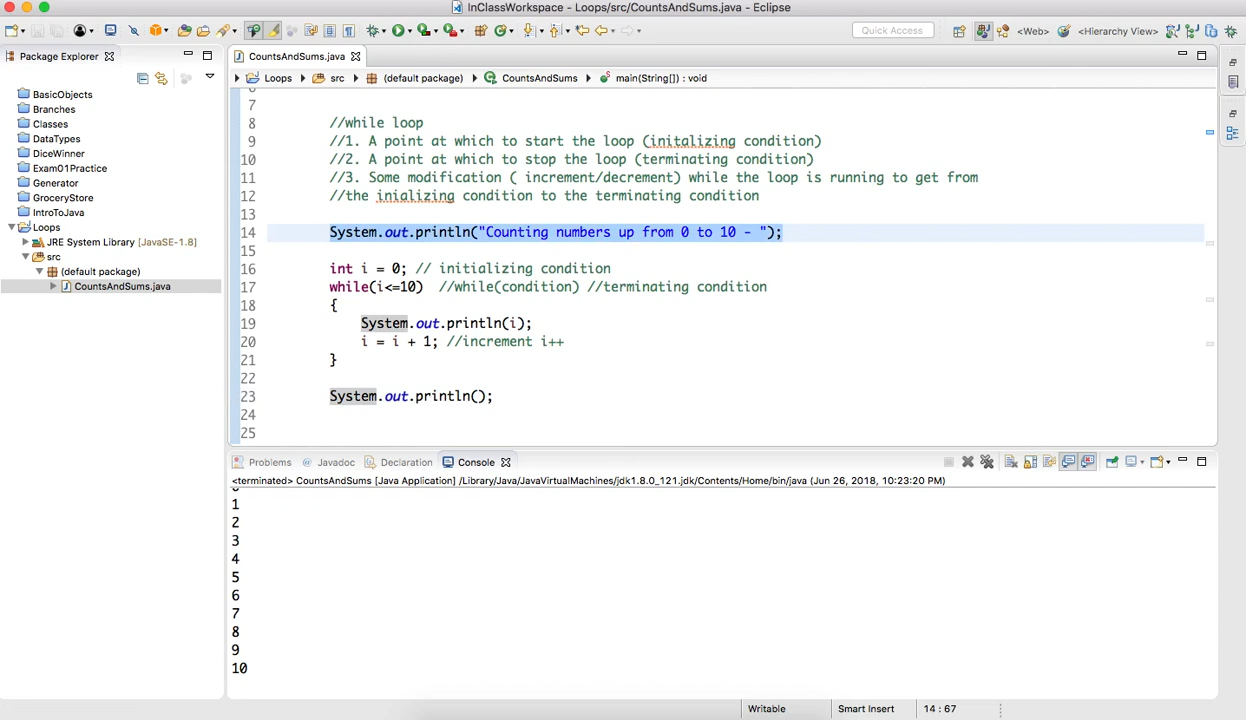 InClassWorkspace - Loops/src/CountsAndSums.java - Eclipse
Quick Access
<Web>
<Hierarchy View>
Package Explorer
BasicObjects
Branches
Classes
DataTypes
DiceWinner
Exam01Practice
Generator
GroceryStore
IntroToJava
Loops
JRE System Library [JavaSE-1.8]
src
(default package)
CountsAndSums.java
CountsAndSums.java
Loops src (default package) CountsAndSums main(String[]) : void
7
8 //while loop
9 //1. A point at which to start the loop (initalizing condition)
10 //2. A point at which to stop the loop (terminating condition)
11 //3. Some modification ( increment/decrement) while the loop is running to get from
12 //the inializing condition to the terminating condition
13
14 System.out.println("Counting numbers up from 0 to 10 - ");
15
16 int i = 0; // initializing condition
17 while(i<=10) //while(condition) //terminating condition
18 {
19 System.out.println(i);
20 i = i + 1; //increment i++
21 }
22
23 System.out.println();
24
25
Problems Javadoc Declaration Console
<terminated> CountsAndSums [Java Application] /Library/Java/JavaVirtualMachines/jdk1.8.0_121.jdk/Contents/Home/bin/java (Jun 26, 2018, 10:23:20 PM)
1
2
3
4
5
6
7
8
9
10
Writable Smart Insert 14 : 67